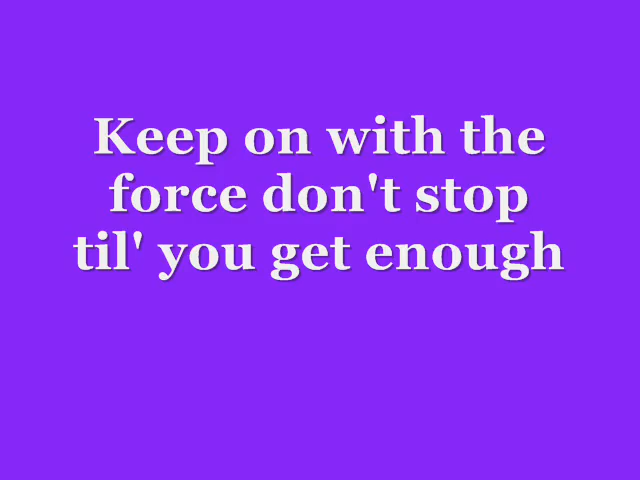 Keep on with the
force don't stop
til' you get enough